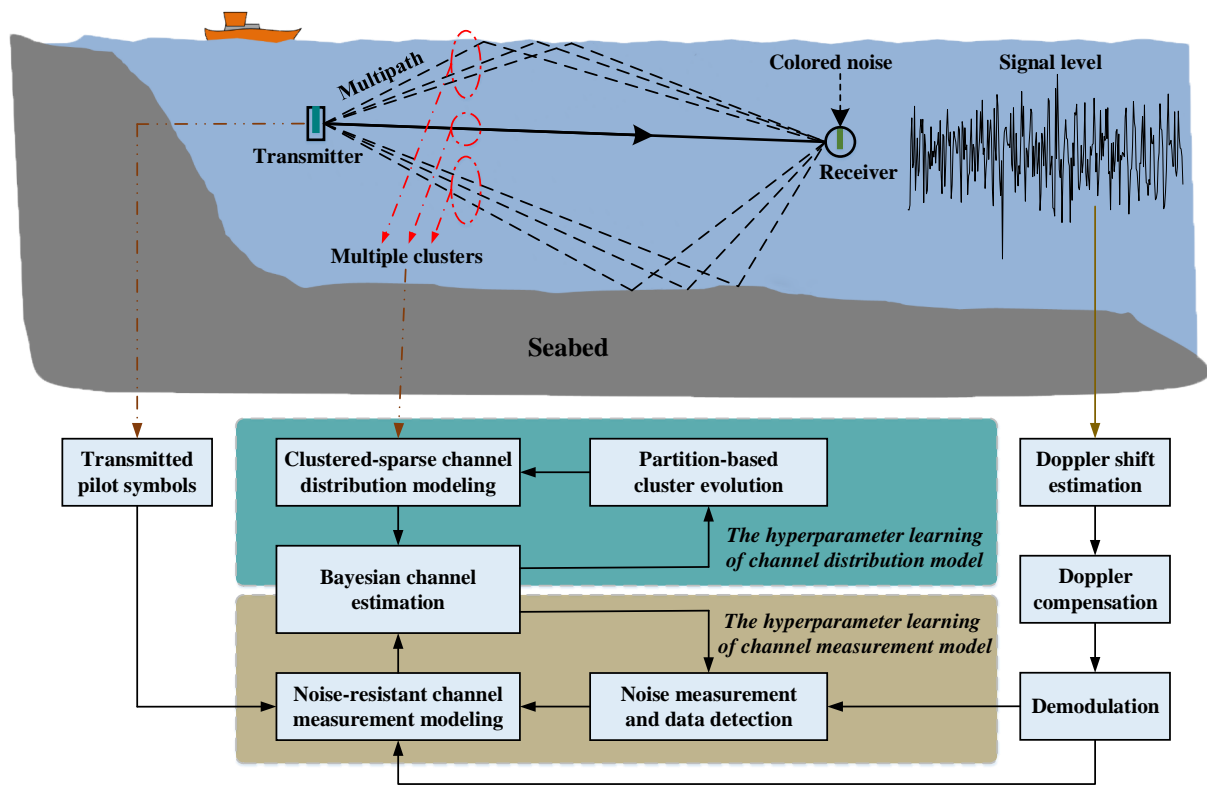 Multipath
Colored noise
Signal level
Transmitter
Receiver
Multiple clusters
Seabed
Transmitted
pilot symbols
Clustered-sparse channel
distribution modeling
Partition-based
cluster evolution
Doppler shift
estimation
The hyperparameter learning
of channel distribution model
Bayesian channel
estimation
Doppler
compensation
The hyperparameter learning
of channel measurement model
Noise-resistant channel
measurement modeling
Noise measurement
and data detection
Demodulation